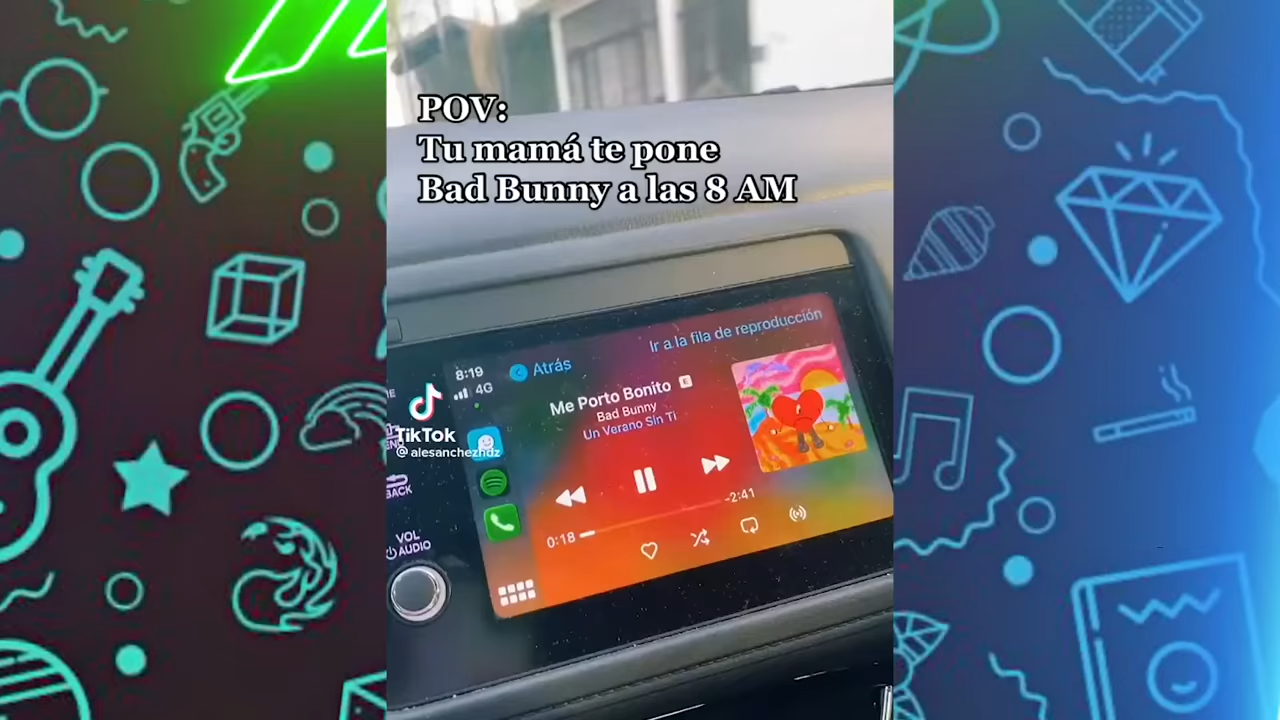 POV:
Tu mamá te pone
Bad Bunny a las 8 AM
Ir a la fila de reproducción
8:19
Atrás
4G
Me Porto Bonito E
Bad Bunny
Un Verano Sin Ti
TikTok
@alesanchezhdz
BACK
VOL
AUDIO
0:18
-2:41